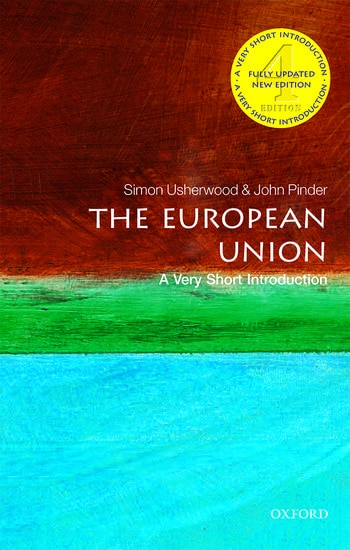 · A VERY SHORT INTRODUCTION ·
4
FULLY UPDATED
NEW EDITION
EDITION
A VERY SHORT INTRODUCTION
Simon Usherwood & John Pinder
THE EUROPEAN
UNION
A Very Short Introduction
OXFORD